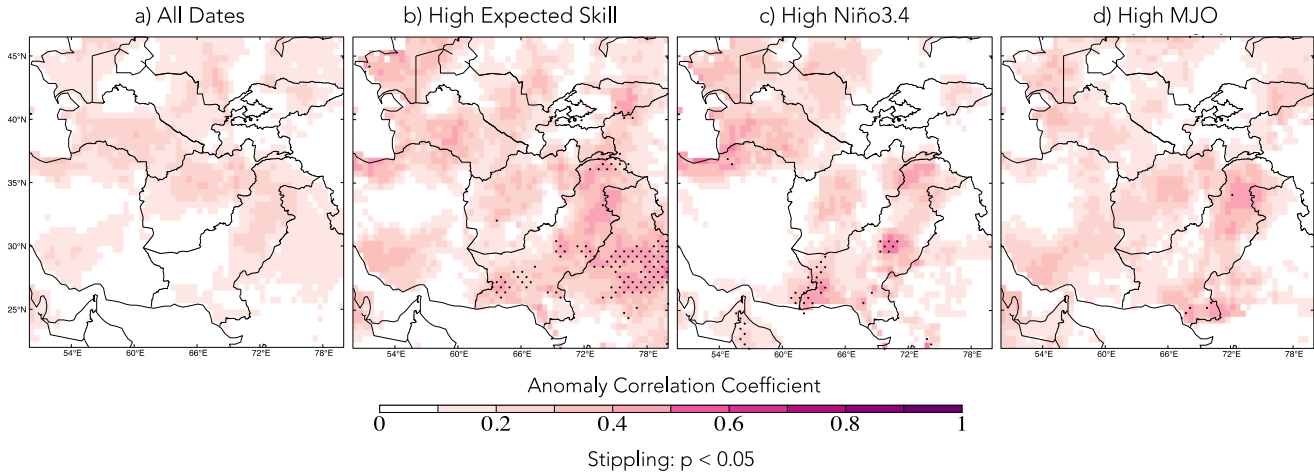 a) All Dates
b) High Expected Skill
c) High Niño3.4
d) High MJO
45°N
40°N
35°N
30°N
25°N
54°E 60°E 66°E 72°E 78°E
54°E 60°E 66°E 72°E 78°E
54°E 60°E 66°E 72°E 78°E
54°E 60°E 66°E 72°E 78°E
Anomaly Correlation Coefficient
0 0.2 0.4 0.6 0.8 1
Stippling: p < 0.05